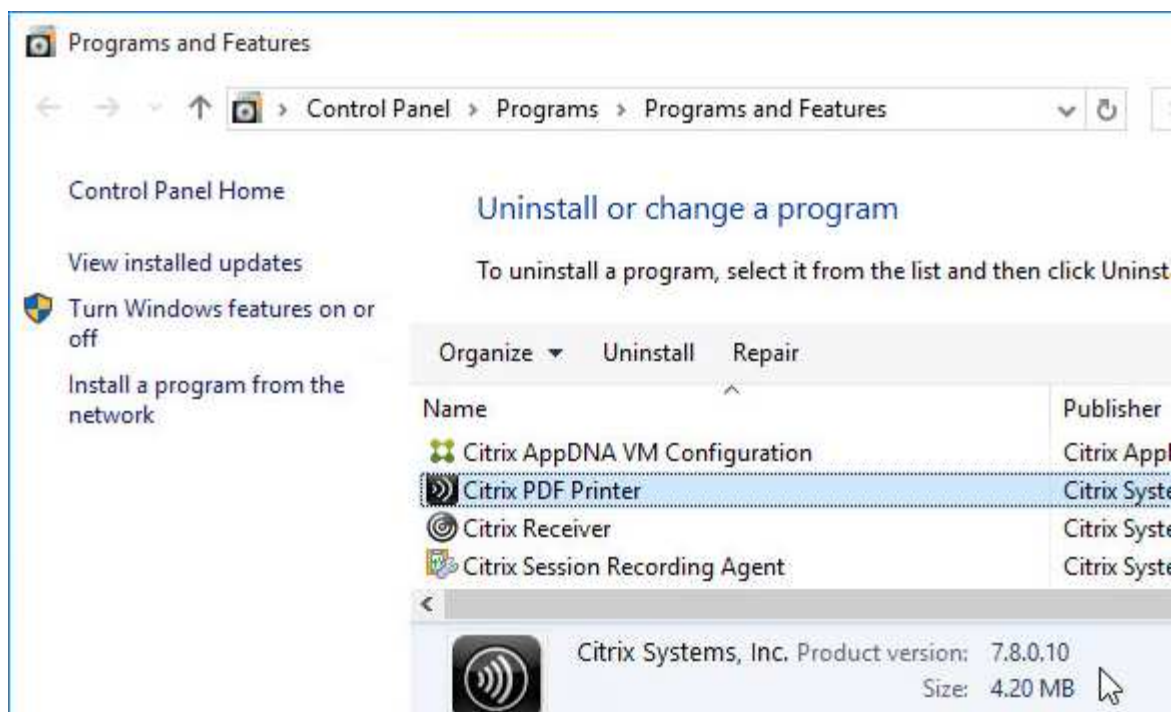 Programs and Features
Control Panel > Programs > Programs and Features
Control Panel Home
View installed updates
Turn Windows features on or
off
Install a program from the
network
Uninstall or change a program
To uninstall a program, select it from the list and then click Uninst
Organize Uninstall Repair
Name Publisher
Citrix AppDNA VM Configuration Citrix App
Citrix PDF Printer Citrix Syste
Citrix Receiver Citrix Syste
Citrix Session Recording Agent Citrix Syste
Citrix Systems, Inc. Product version: 7.8.0.10
Size: 4.20 MB